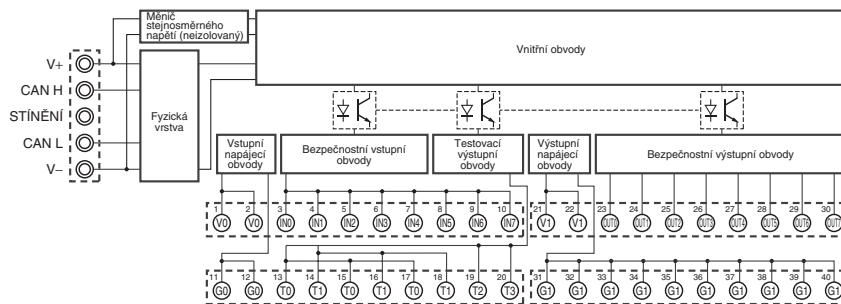 Měnič
stejnosměrného
napětí (neizolovaný)
Vnitřní obvody
V+
CAN H
STÍNĚNÍ
CAN L
V–
Fyzická
vrstva
Vstupní
napájecí
obvody
Bezpečnostní vstupní
obvody
Testovací
výstupní
obvody
Výstupní
napájecí
obvody
Bezpečnostní výstupní obvody
1 2 3 4 5 6 7 8 9 10
V0 V0 IN0 IN1 IN2 IN3 IN4 IN5 IN6 IN7
21 22 23 24 25 26 27 28 29 30
V1 V1 OUT0 OUT1 OUT2 OUT3 OUT4 OUT5 OUT6 OUT7
11 12 13 14 15 16 17 18 19 20
G0 G0 T0 T1 T0 T1 T0 T1 T2 T3
31 32 33 34 35 36 37 38 39 40
G1 G1 G1 G1 G1 G1 G1 G1 G1 G1